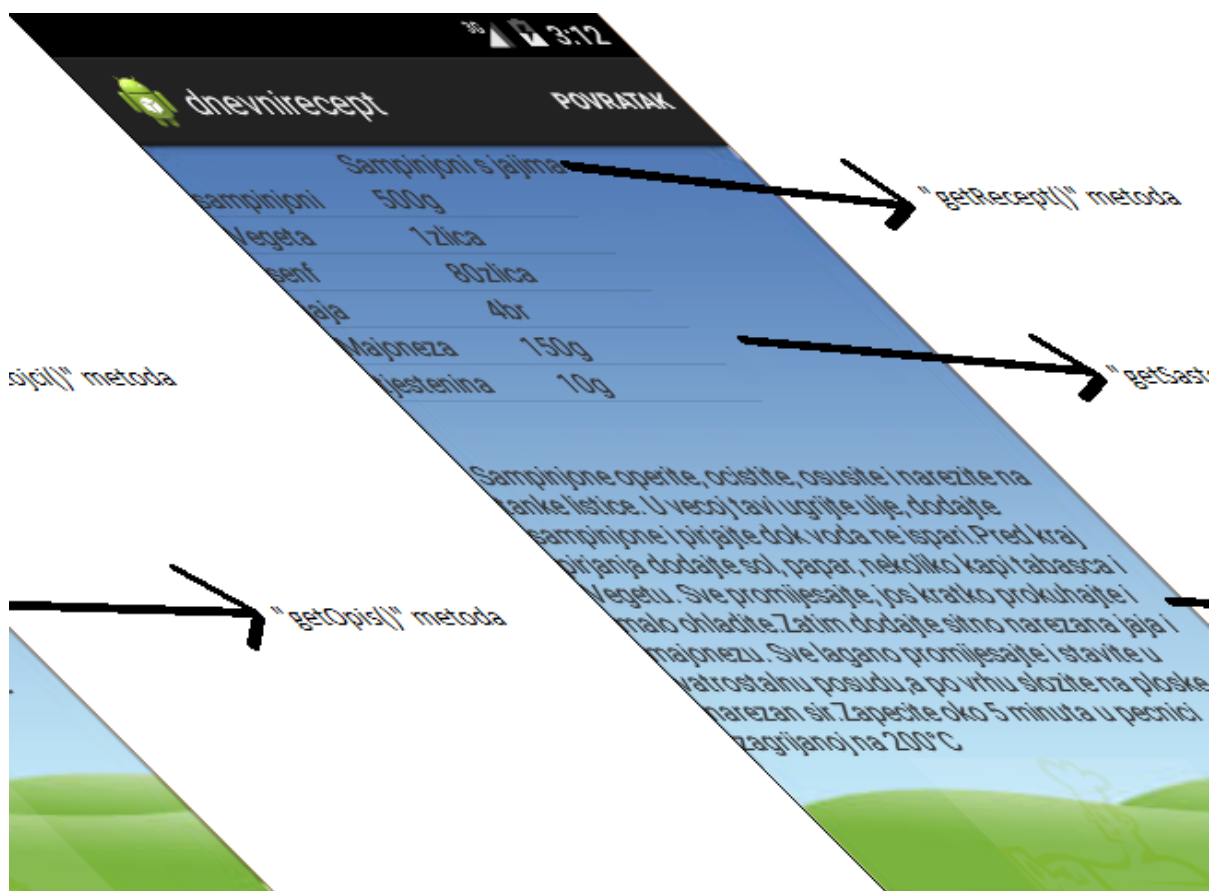 3G 3:12
dnevnirecept POVRATAK
Sampinjoni s jajima
sampinjoni 500g
"getRecept()" metoda
Vegeta 1zlica
senf 80zlica
jaja 4br
Majoneza 150g
tjestenina 10g
"getSasto
ojci()" metoda
Sampinjone operite, ocistite, osusite i narezite na
tanke listice. U vecoj tavi ugrijte ulje, dodajte
sampinjone i pirjajte dok voda ne ispari.Pred kraj
pirjanja dodajte sol, papar, nekoliko kapi tabasca i
Vegetu. Sve promijesajte, jos kratko prokuhajte i
malo ohladite.Zatim dodajte sitno narezana jaja i
majonezu. Sve lagano promijesajte i stavite u
vatrostalnu posudu,a po vrhu slozite na ploske
narezan sir.Zapecite oko 5 minuta u pecnici
zagrijanoj na 200°C
"getOpis()" metoda